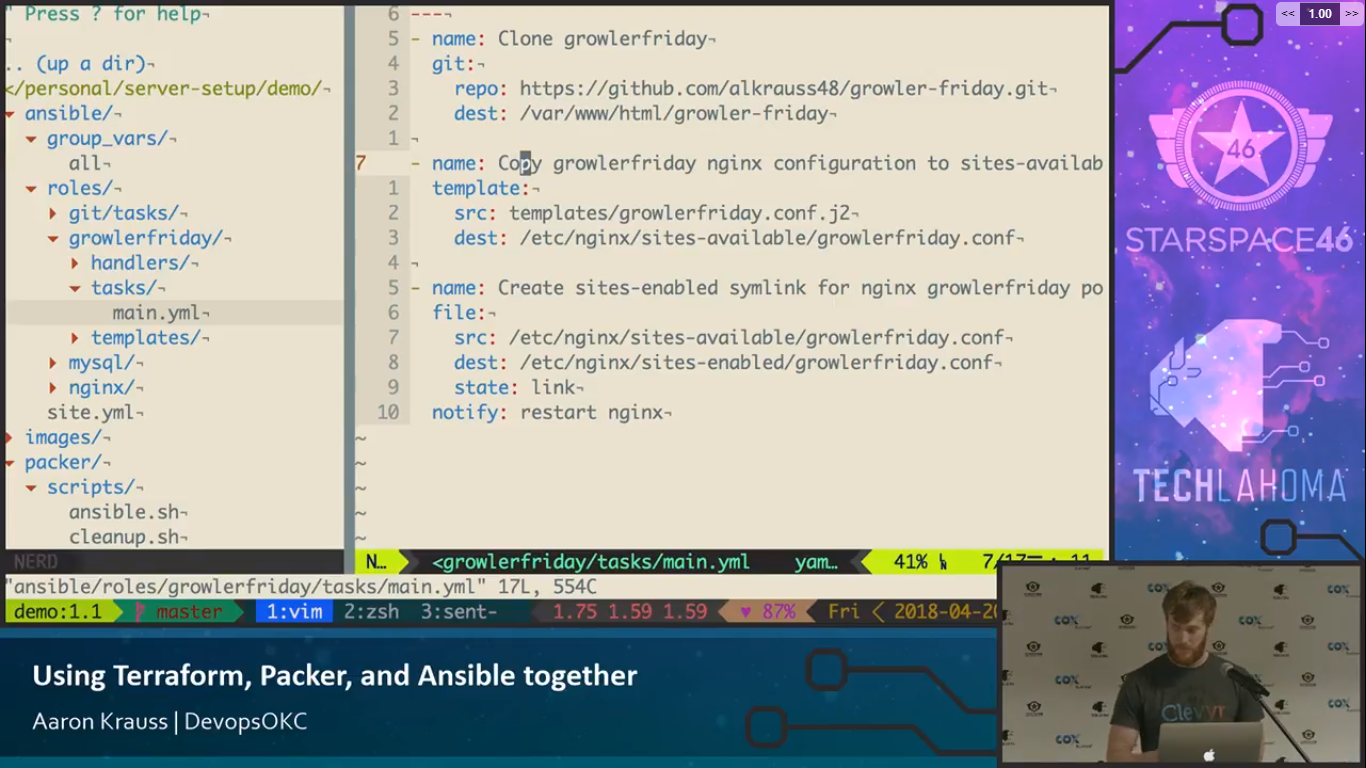 " Press ? for help¬
¬
.. (up a dir)¬
</personal/server-setup/demo/¬
▾ ansible/¬
▾ group_vars/¬
all¬
▾ roles/¬
▸ git/tasks/¬
▾ growlerfriday/¬
▸ handlers/¬
▾ tasks/¬
main.yml¬
▸ templates/¬
▸ mysql/¬
▸ nginx/¬
site.yml¬
▸ images/¬
▾ packer/¬
▾ scripts/¬
ansible.sh¬
cleanup.sh¬
NERD
6 ---¬
5 - name: Clone growlerfriday¬
4 git:¬
3 repo: https://github.com/alkrauss48/growler-friday.git¬
2 dest: /var/www/html/growler-friday¬
1 ¬
7 - name: Copy growlerfriday nginx configuration to sites-availab
1 template:¬
2 src: templates/growlerfriday.conf.j2¬
3 dest: /etc/nginx/sites-available/growlerfriday.conf¬
4 ¬
5 - name: Create sites-enabled symlink for nginx growlerfriday po
6 file:¬
7 src: /etc/nginx/sites-available/growlerfriday.conf¬
8 dest: /etc/nginx/sites-enabled/growlerfriday.conf¬
9 state: link¬
10 notify: restart nginx¬
~
~
~
~
~
N… <growlerfriday/tasks/main.yml yam… 41% 7/17
"ansible/roles/growlerfriday/tasks/main.yml" 17L, 554C
demo:1.1 master 1:vim 2:zsh 3:sent- 1.75 1.59 1.59 ♥ 87% Fri < 2018-04-20
<< 1.00 >>
46
STARSPACE46
TECHLAHOMA
Using Terraform, Packer, and Ansible together
Aaron Krauss | DevopsOKC
Clevyr
COX
COX
COX
COX
COX